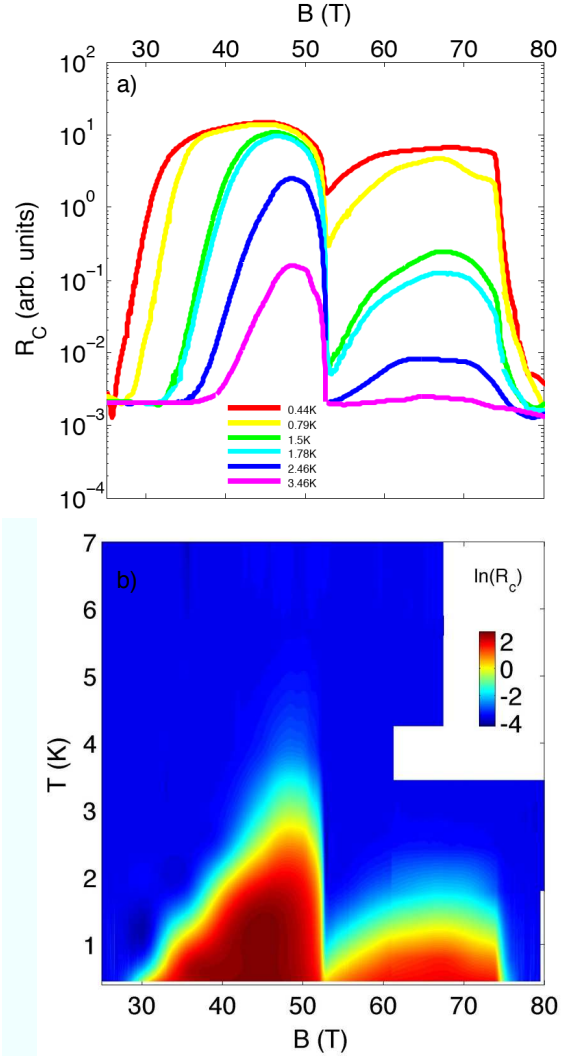 B (T)
30 40 50 60 70 80
a)
10^2
10^1
10^0
10^-1
10^-2
10^-3
10^-4
R_C (arb. units)
0.44K
0.79K
1.5K
1.78K
2.46K
3.46K
b)
ln(R_c)
2
0
-2
-4
7
6
5
4
3
2
1
T (K)
30 40 50 60 70 80
B (T)